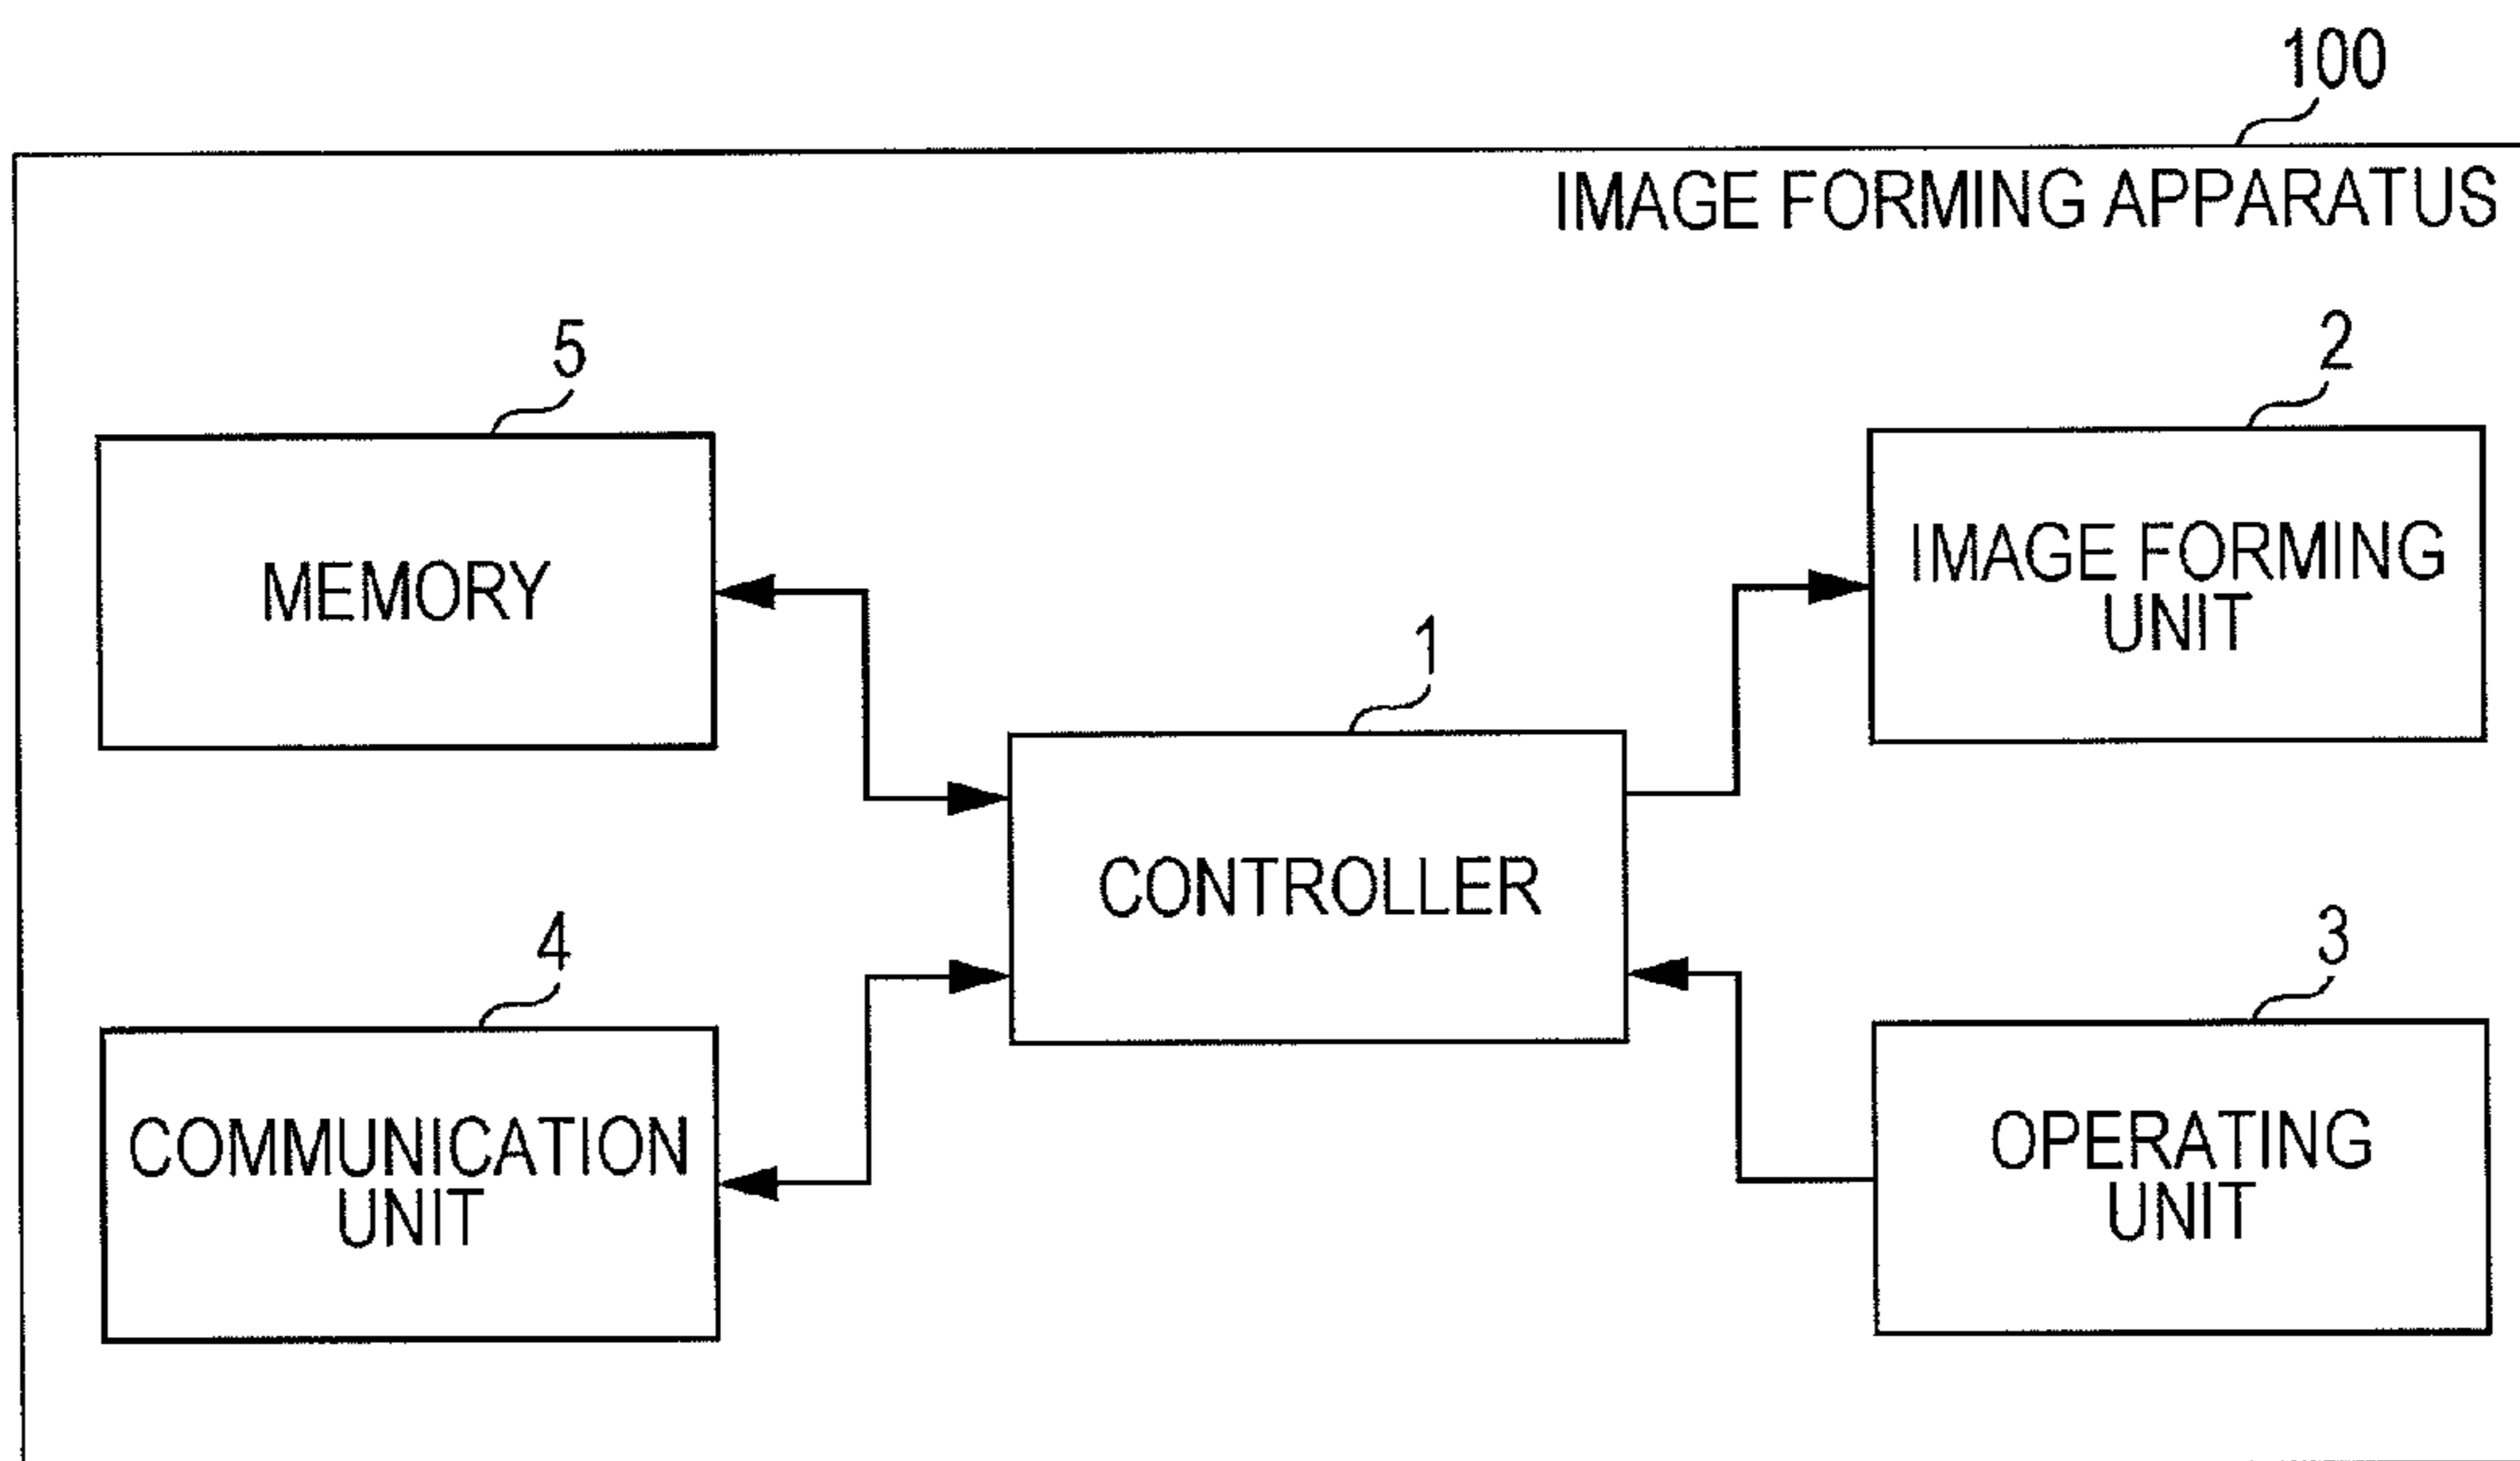 100
IMAGE FORMING APPARATUS
5
2
MEMORY
IMAGE FORMING
UNIT
1
CONTROLLER
4
3
COMMUNICATION
UNIT
OPERATING
UNIT